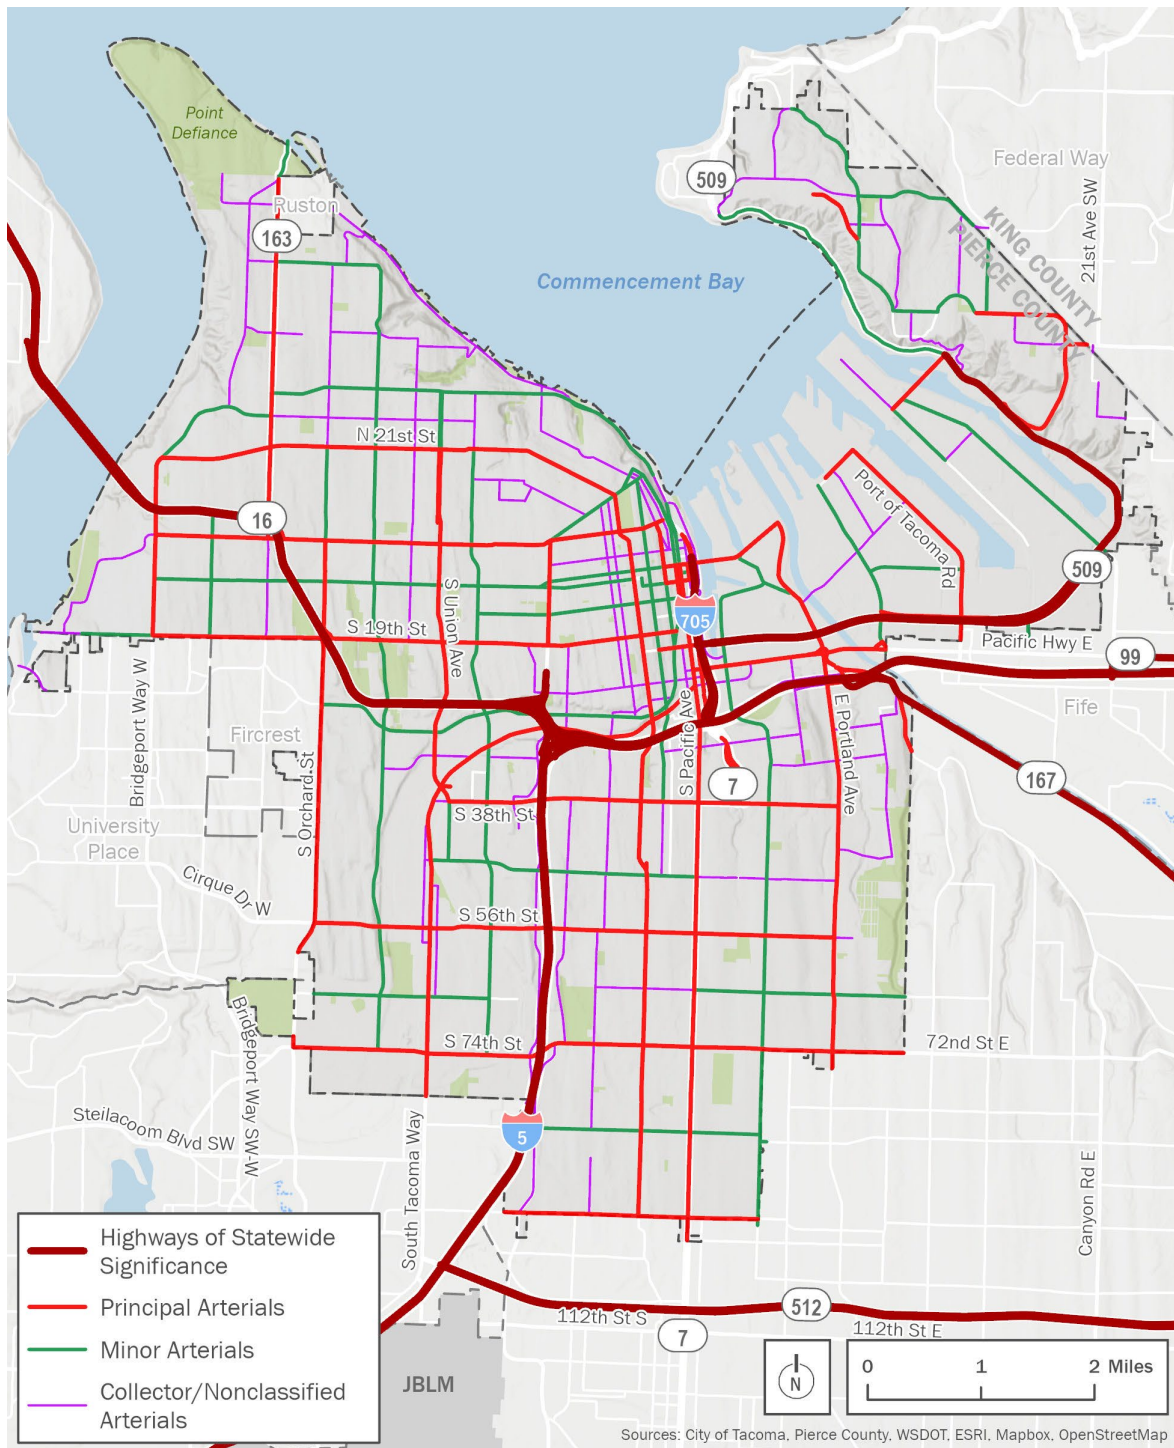 Point
Defiance
Federal Way
509
21st Ave SW
Ruston
KING COUNTY
PIERCE COUNTY
163
Commencement Bay
N 21st St
Port of Tacoma Rd
16
509
S Union Ave
705
S 19th St
Pacific Hwy E
99
Bridgeport Way W
Fircrest
S Orchard St
S Pacific Ave
E Portland Ave
Fife
7
167
S 38th St
University
Place
Cirque Dr W
S 56th St
Bridgeport Way SW-W
S 74th St
72nd St E
Steilacoom Blvd SW
5
South Tacoma Way
Canyon Rd E
512
112th St S
112th St E
7
JBLM
Highways of Statewide
Significance
Principal Arterials
Minor Arterials
Collector/Nonclassified
Arterials
N
0 1 2 Miles
Sources: City of Tacoma, Pierce County, WSDOT, ESRI, Mapbox, OpenStreetMap